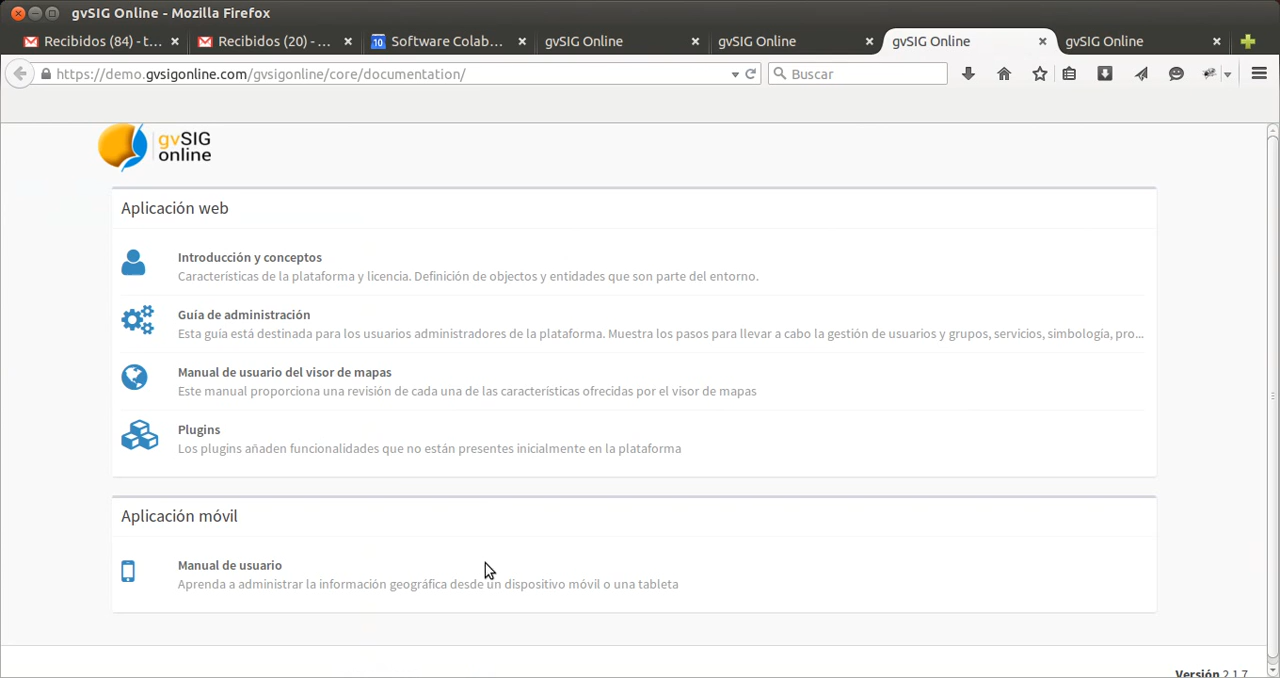 gvSIG Online - Mozilla Firefox
Recibidos (84) - t... Recibidos (20) - ... 10 Software Colab... gvSIG Online gvSIG Online gvSIG Online gvSIG Online
https://demo.gvsigonline.com/gvsigonline/core/documentation/ Buscar
gvSIG
online
Aplicación web
Introducción y conceptos
Características de la plataforma y licencia. Definición de objetos y entidades que son parte del entorno.
Guía de administración
Esta guía está destinada para los usuarios administradores de la plataforma. Muestra los pasos para llevar a cabo la gestión de usuarios y grupos, servicios, simbología, pro...
Manual de usuario del visor de mapas
Este manual proporciona una revisión de cada una de las características ofrecidas por el visor de mapas
Plugins
Los plugins añaden funcionalidades que no están presentes inicialmente en la plataforma
Aplicación móvil
Manual de usuario
Aprenda a administrar la información geográfica desde un dispositivo móvil o una tableta
Versión 2.1.7